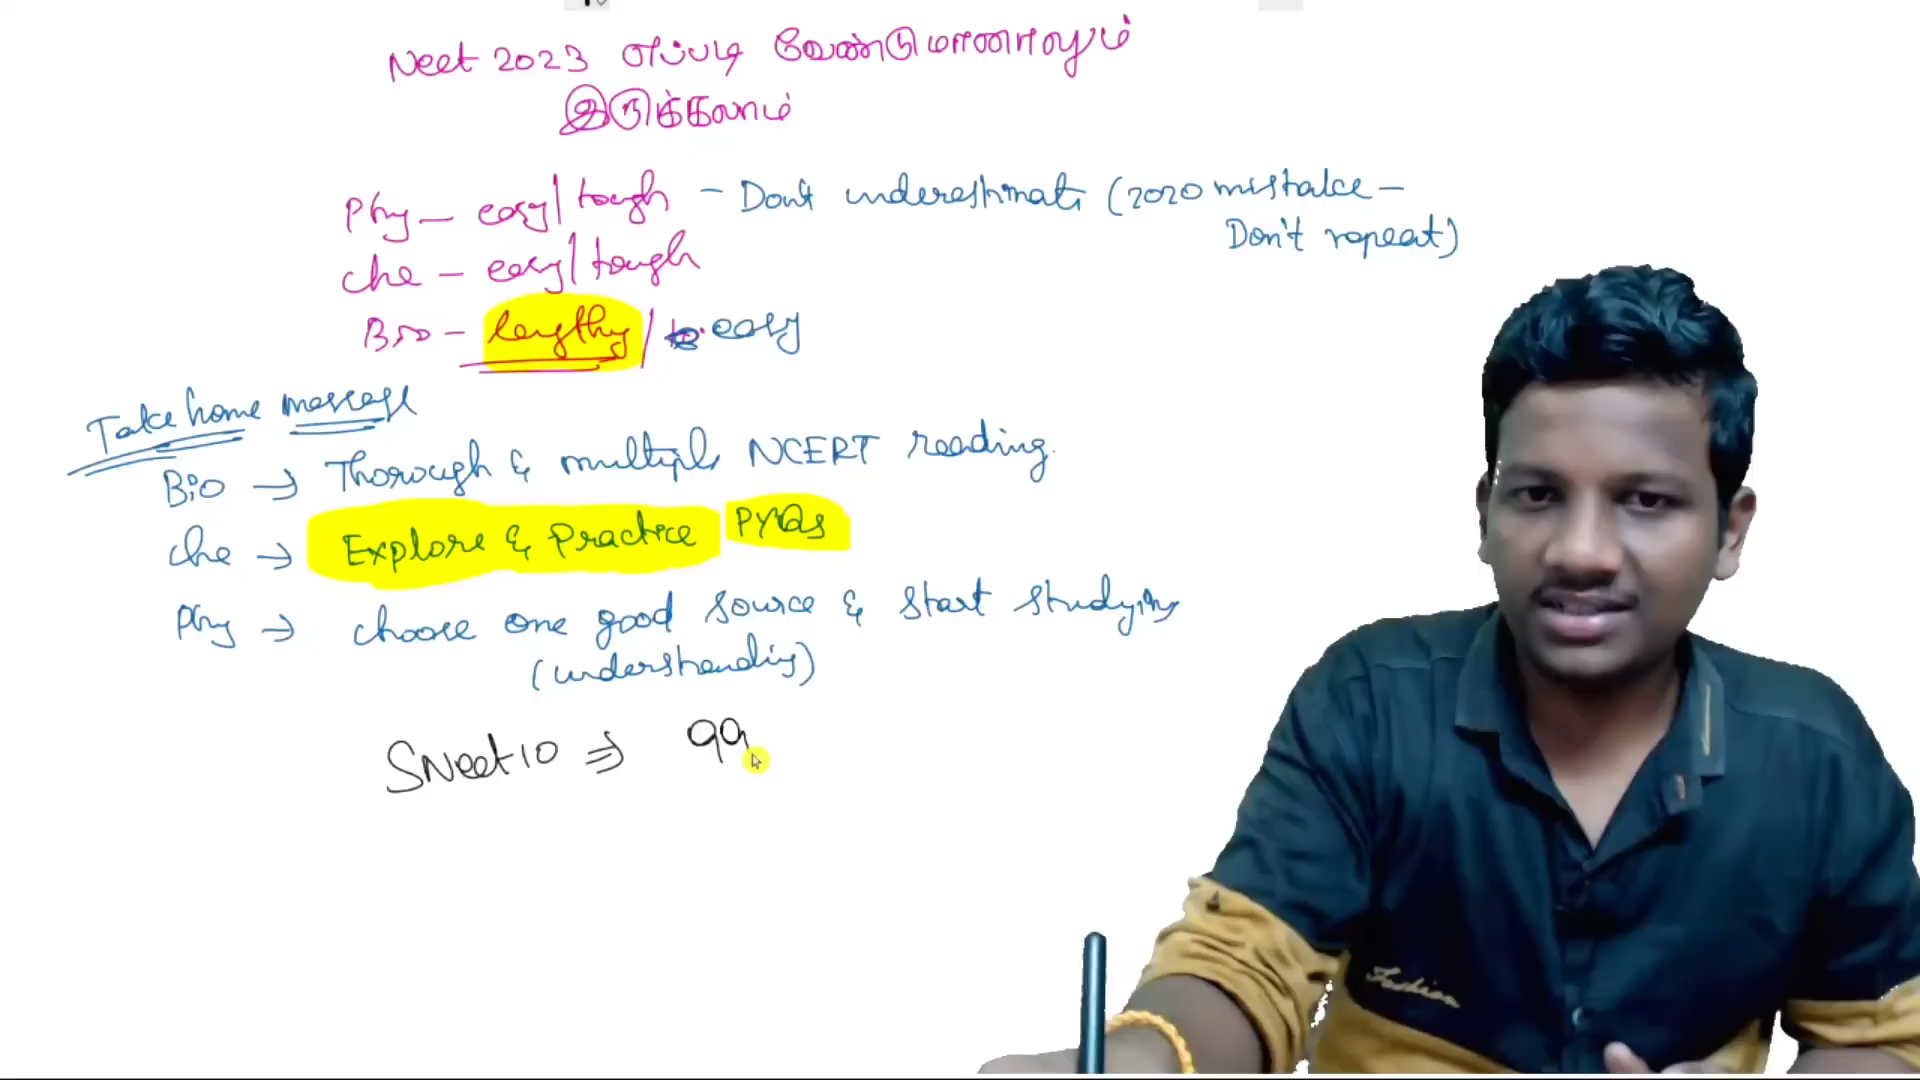 Neet 2023 எப்படி வேண்டுமானாலும்
இருக்கலாம்
Phy - easy/tough - Don't underestimate (2020 mistake -
Don't repeat)
che - easy/tough
Bio - lengthy / easy
Take home message
Bio → Thorough & multiple NCERT reading.
che → Explore & Practice PYQs
Phy → choose one good source & start studying
(understanding)
SNeet10 ⇒ 99
Fashion